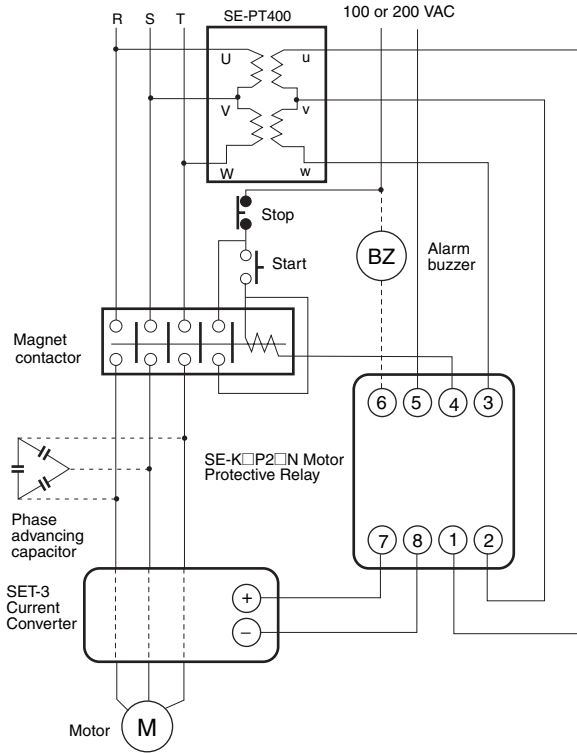 SE-PT400
100 or 200 VAC
R S T
U u
V v
W w
Stop
Start
BZ
Alarm
buzzer
Magnet
contactor
6 5 4 3
SE-K□P2□N Motor
Protective Relay
Phase
advancing
capacitor
7 8 1 2
SET-3
Current
Converter
+
−
Motor
M